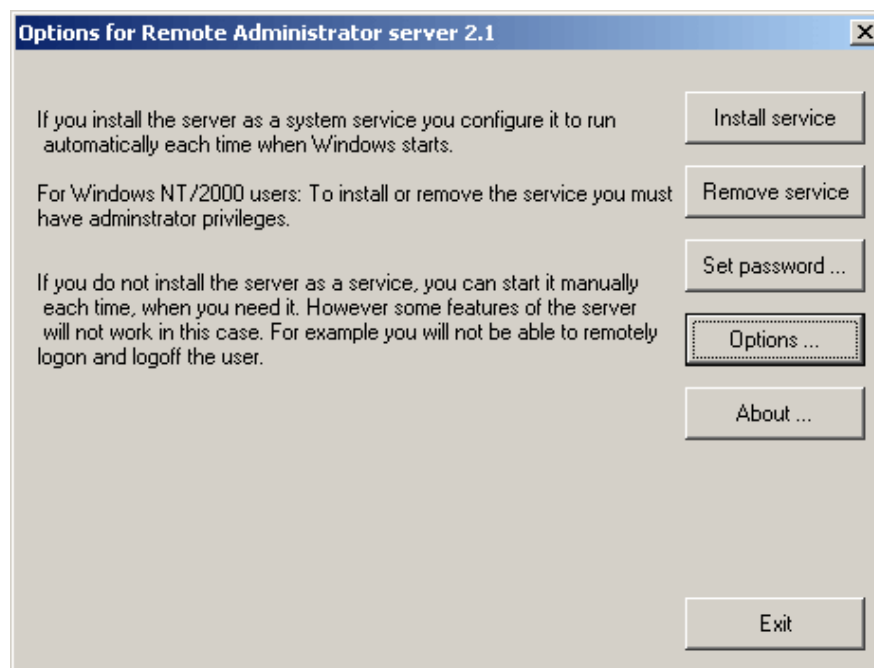 Options for Remote Administrator server 2.1
If you install the server as a system service you configure it to run
automatically each time when Windows starts.
For Windows NT/2000 users: To install or remove the service you must
have adminstrator privileges.
If you do not install the server as a service, you can start it manually
each time, when you need it. However some features of the server
will not work in this case. For example you will not be able to remotely
logon and logoff the user.
Install service
Remove service
Set password ...
Options ...
About ...
Exit